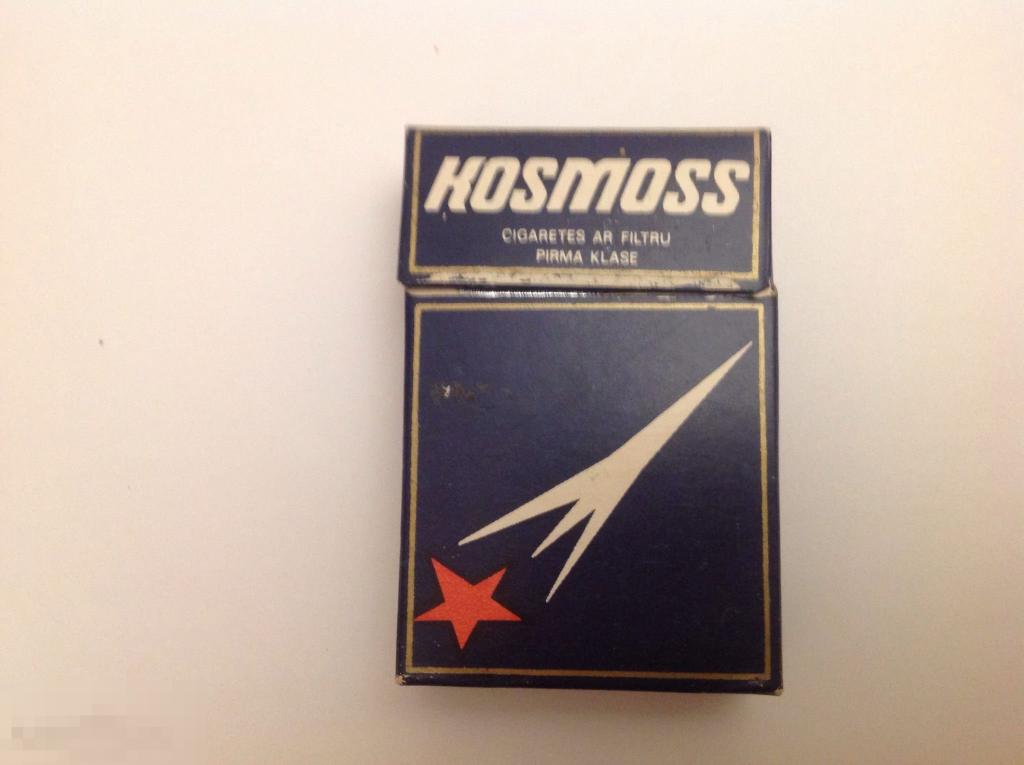 KOSMOSS
CIGARETES AR FILTRU
PIRMA KLASE